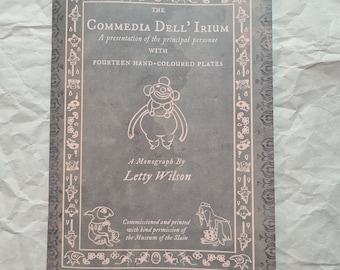 THE
COMMEDIA DELL' IRIUM
A presentation of the principal personae
WITH
FOURTEEN HAND-COLOURED PLATES
A Monograph By
Letty Wilson
Commissioned and printed
with kind permission of
the Museum of the Slain